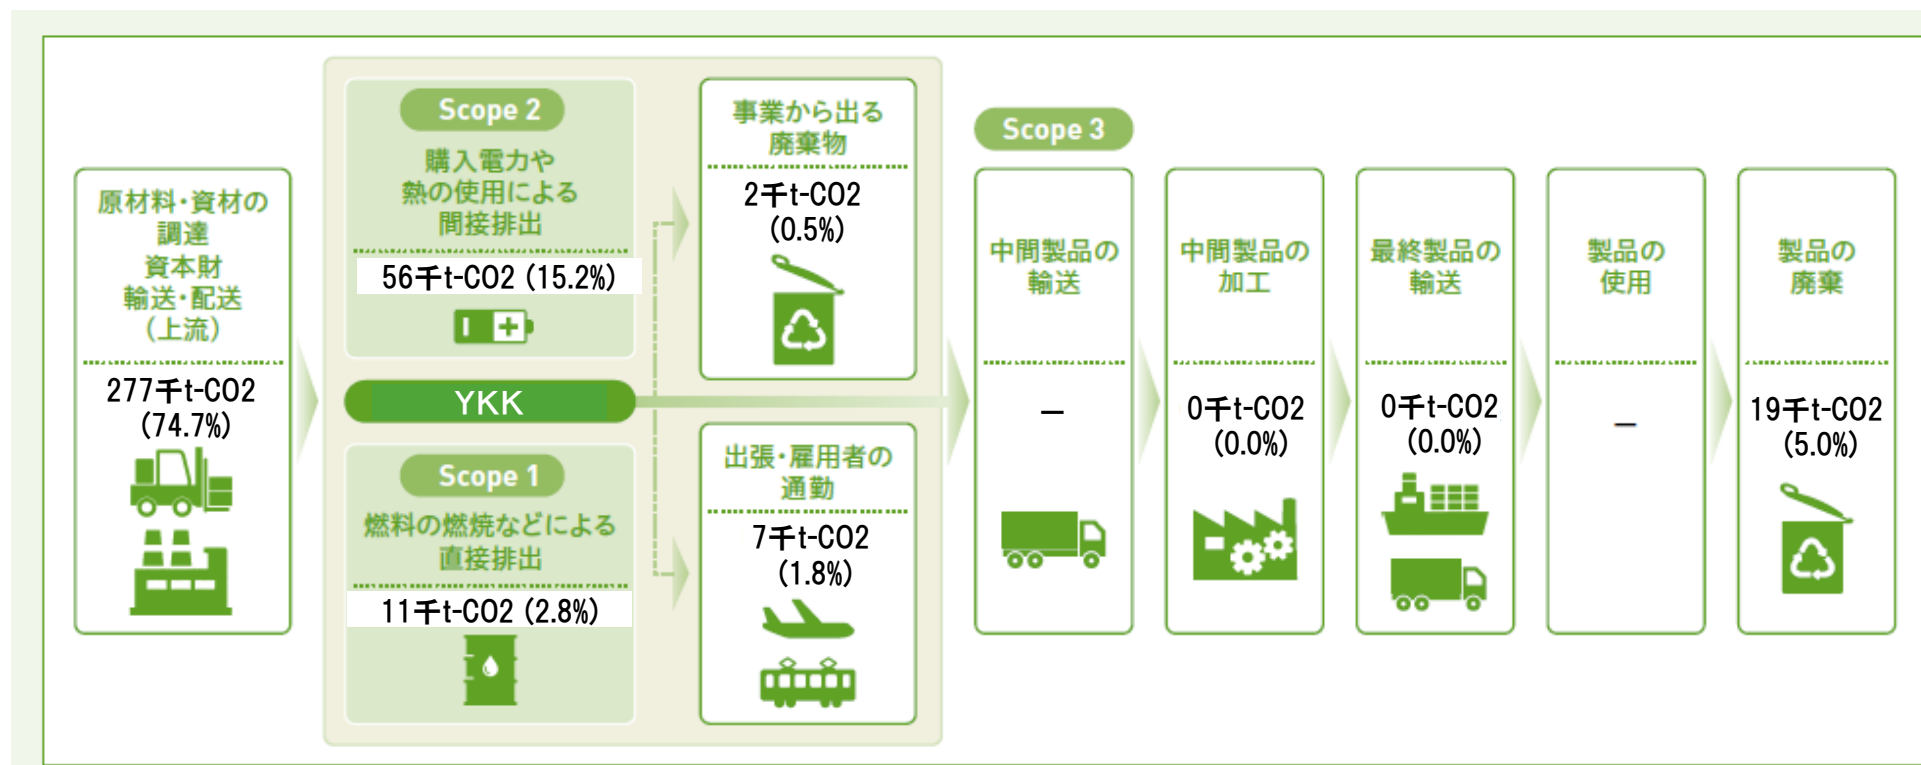 原材料・資材の
調達
資本財
輸送・配送
（上流）
277千t-CO2
(74.7%)
Scope 2
購入電力や
熱の使用による
間接排出
56千t-CO2 (15.2%)
YKK
Scope 1
燃料の燃焼などによる
直接排出
11千t-CO2 (2.8%)
事業から出る
廃棄物
2千t-CO2
(0.5%)
出張・雇用者の
通勤
7千t-CO2
(1.8%)
Scope 3
中間製品の
輸送
－
中間製品の
加工
0千t-CO2
(0.0%)
最終製品の
輸送
0千t-CO2
(0.0%)
製品の
使用
－
製品の
廃棄
19千t-CO2
(5.0%)